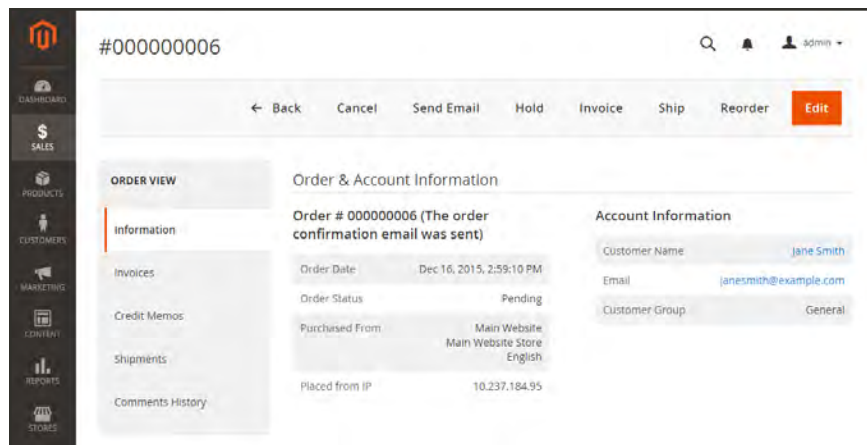 #000000006
admin
DASHBOARD
SALES
PRODUCTS
CUSTOMERS
MARKETING
CONTENT
REPORTS
STORES
← Back Cancel Send Email Hold Invoice Ship Reorder Edit
ORDER VIEW
Information
Invoices
Credit Memos
Shipments
Comments History
Order & Account Information
Order # 000000006 (The order
confirmation email was sent)
Order Date Dec 16, 2015, 2:59:10 PM
Order Status Pending
Purchased From Main Website
Main Website Store
English
Placed from IP 10.237.184.95
Account Information
Customer Name Jane Smith
Email janesmith@example.com
Customer Group General